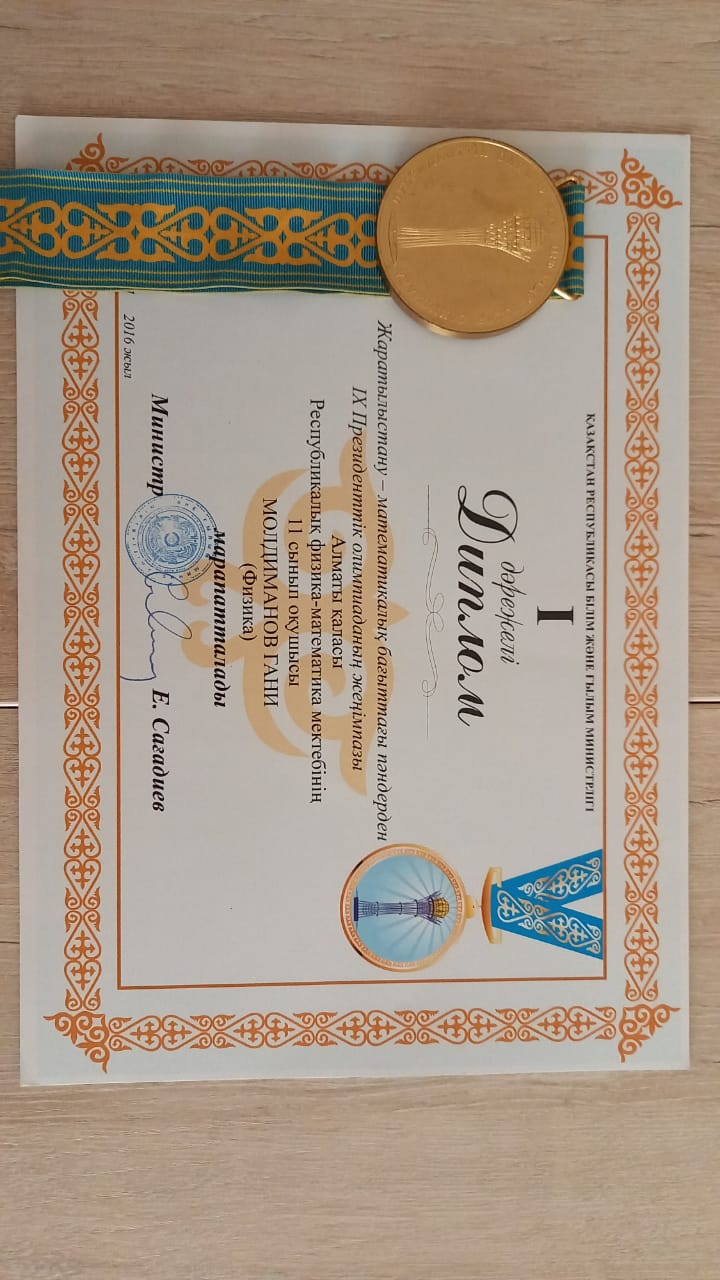 ҚАЗАҚСТАН РЕСПУБЛИКАСЫ БІЛІМ ЖӘНЕ ҒЫЛЫМ МИНИСТРЛІГІ
I
дәрежелі
Диплом
Жаратылыстану – математикалық бағыттағы пәндерден
IX Президенттік олимпиаданың жеңімпазы
Алматы қаласы
Республикалық физика-математика мектебінің
11 сынып оқушысы
МОЛДИМАНОВ ГАНИ
(Физика)
марапатталады
Министр Е. Сағадиев
2016 жыл